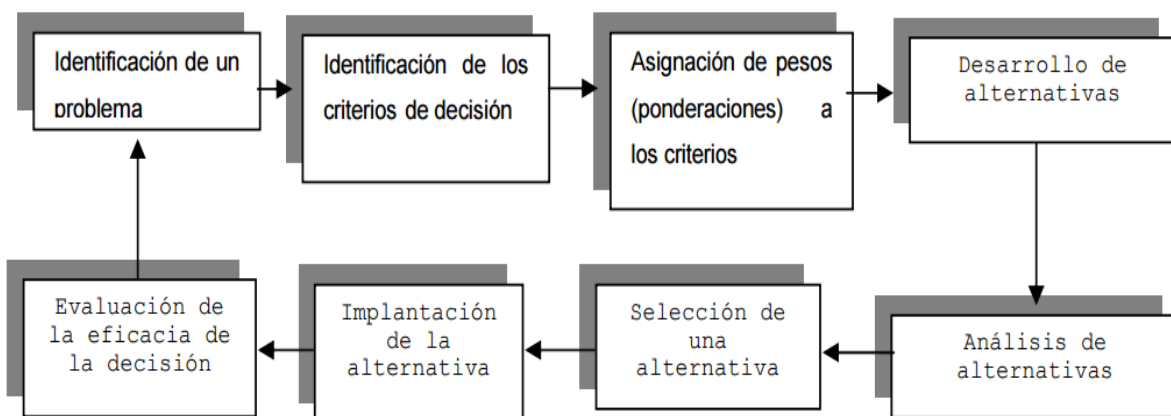 Identificación de un
problema
Identificación de los
criterios de decisión
Asignación de pesos
(ponderaciones) a
los criterios
Desarrollo de
alternativas
Análisis de
alternativas
Selección de
una
alternativa
Implantación
de la
alternativa
Evaluación de
la eficacia de
la decisión